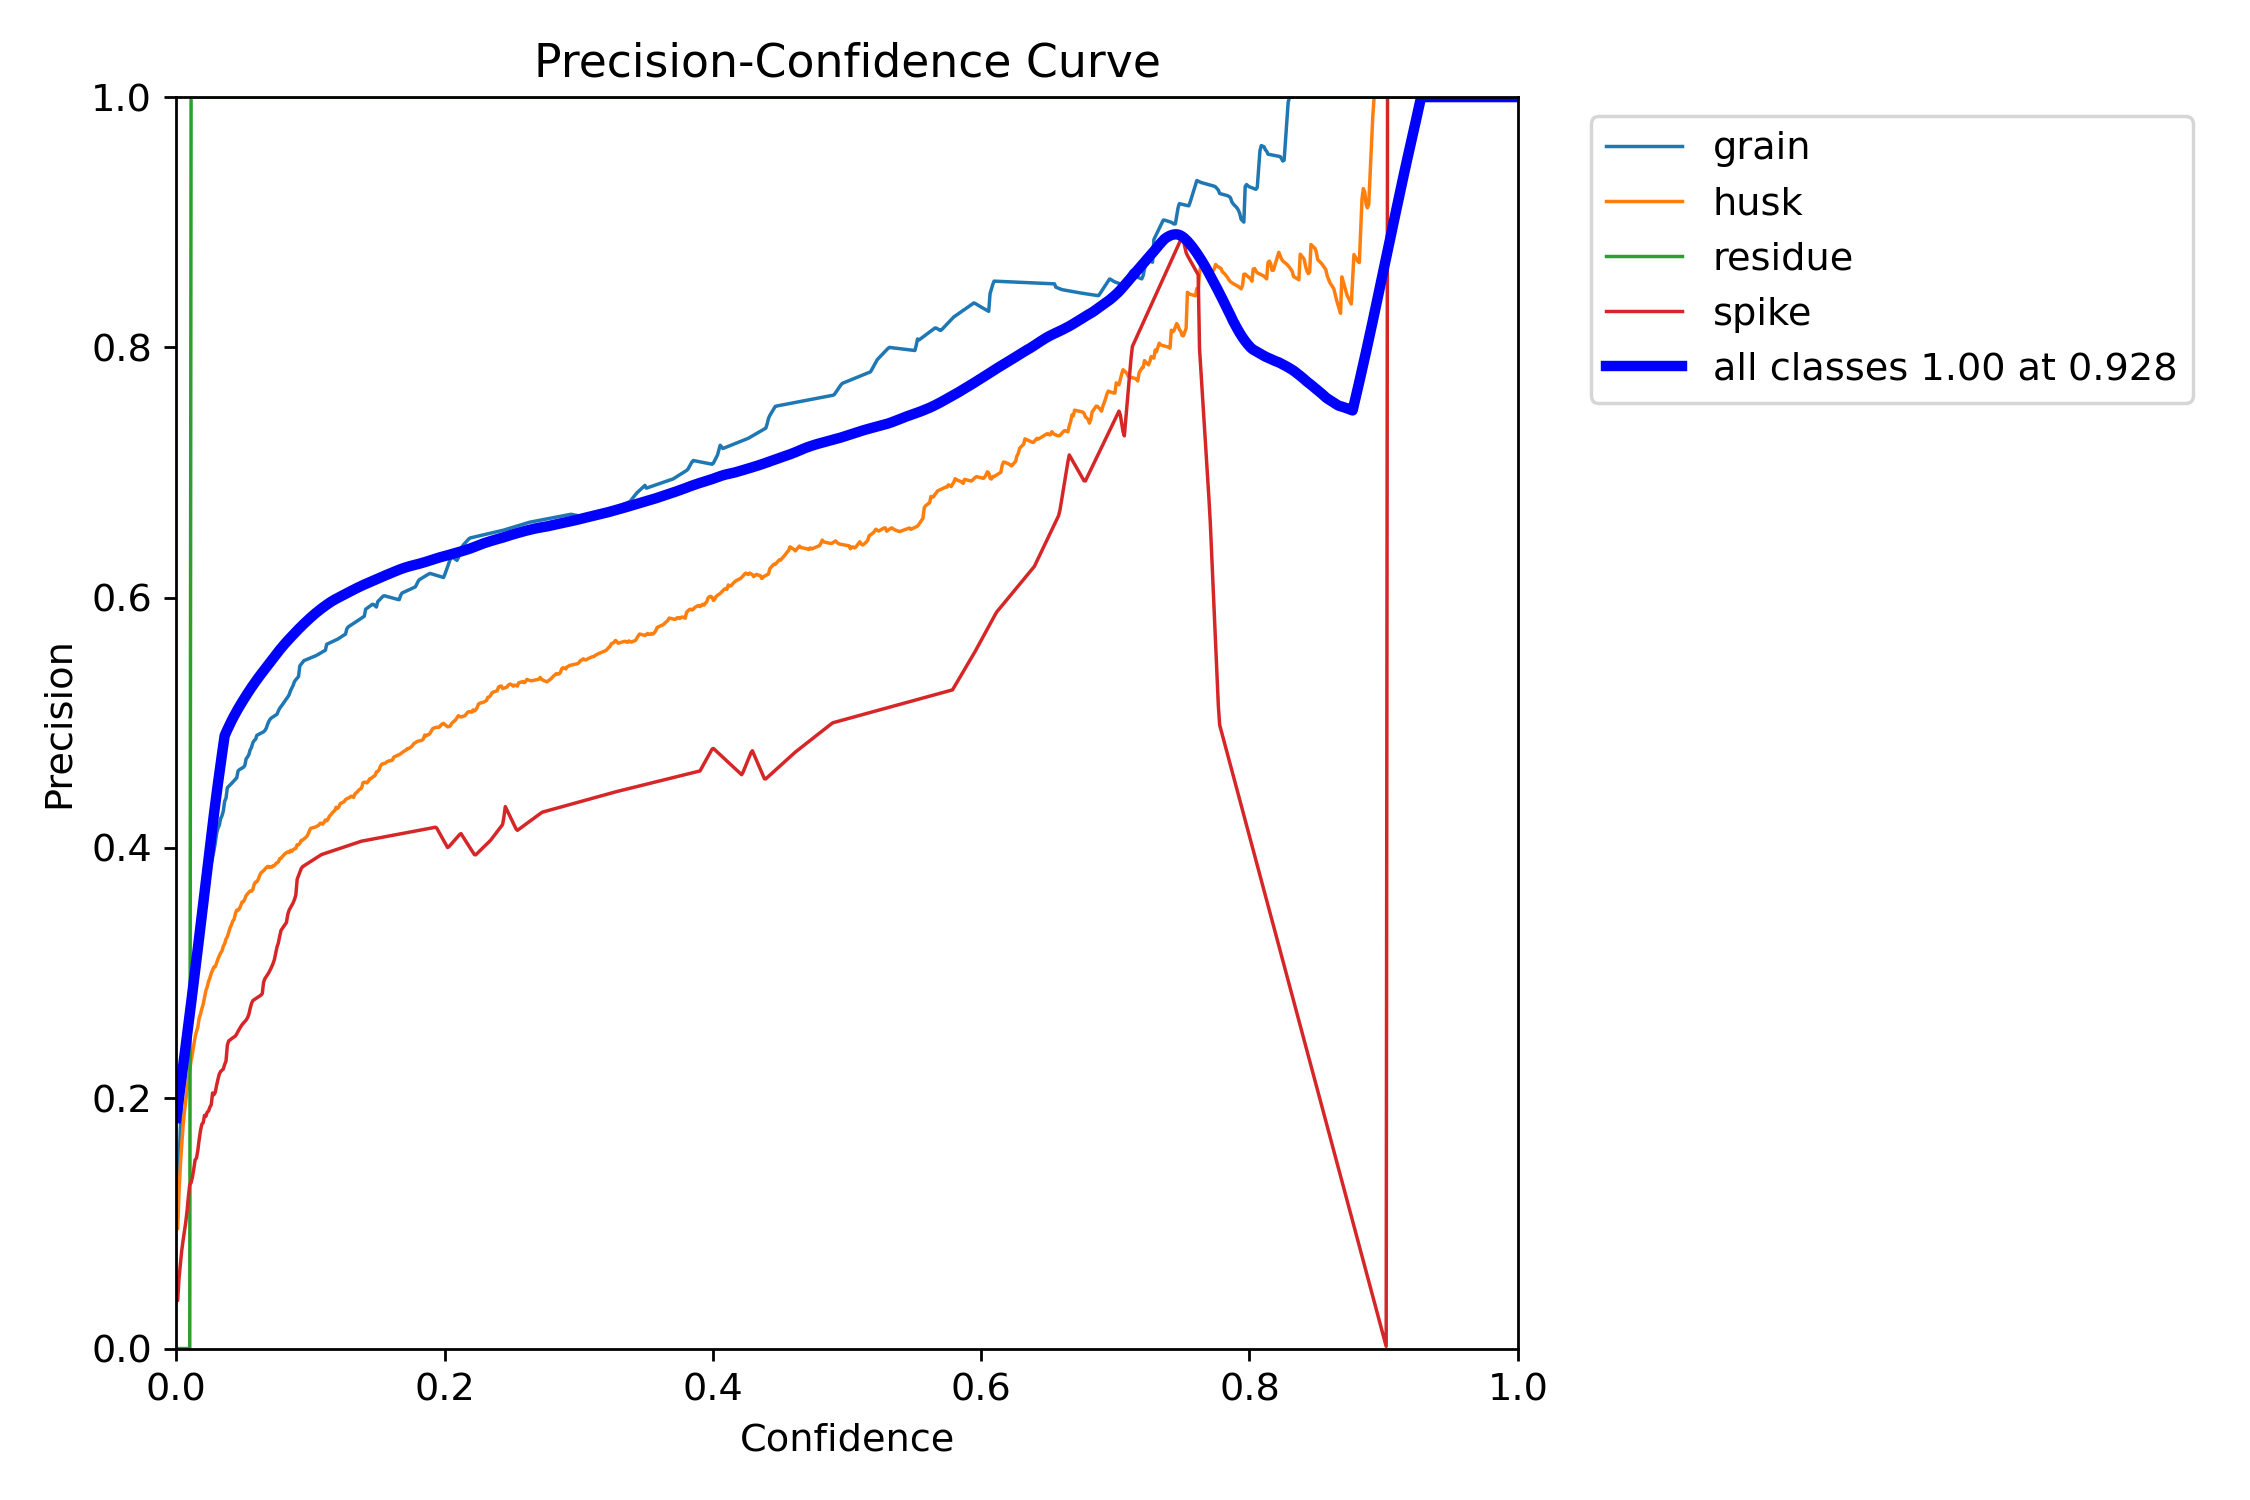 Precision-Confidence Curve
1.0
0.8
0.6
0.4
0.2
0.0
Precision
0.0 0.2 0.4 0.6 0.8 1.0
Confidence
grain
husk
residue
spike
all classes 1.00 at 0.928